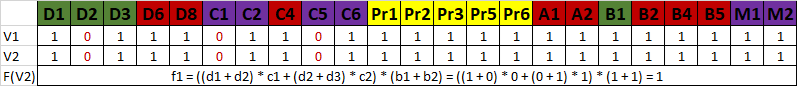 D1 D2 D3 D6 D8 C1 C2 C4 C5 C6 Pr1 Pr2 Pr3 Pr5 Pr6 A1 A2 B1 B2 B4 B5 M1 M2
V1 1 0 1 1 1 0 1 1 0 1 1 1 1 1 1 1 1 1 1 1 1 1 1
V2 1 0 1 1 1 0 1 1 0 1 1 1 1 1 1 1 1 1 1 1 1 1 1
F(V2) f1 = ((d1 + d2) * c1 + (d2 + d3) * c2) * (b1 + b2) = ((1 + 0) * 0 + (0 + 1) * 1) * (1 + 1) = 1